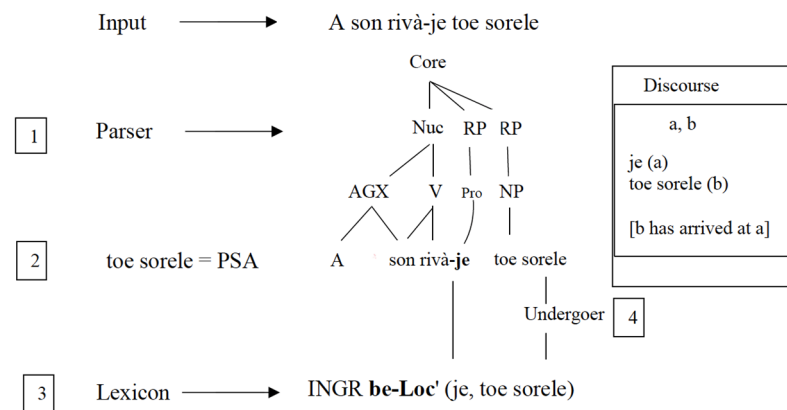 Input A son rivà-je toe sorele
Core
Discourse
a, b
1 Parser Nuc RP RP
je (a)
toe sorele (b)
AGX V Pro NP
[b has arrived at a]
2 toe sorele = PSA A son rivà-je toe sorele
Undergoer 4
3 Lexicon INGR be-Loc' (je, toe sorele)